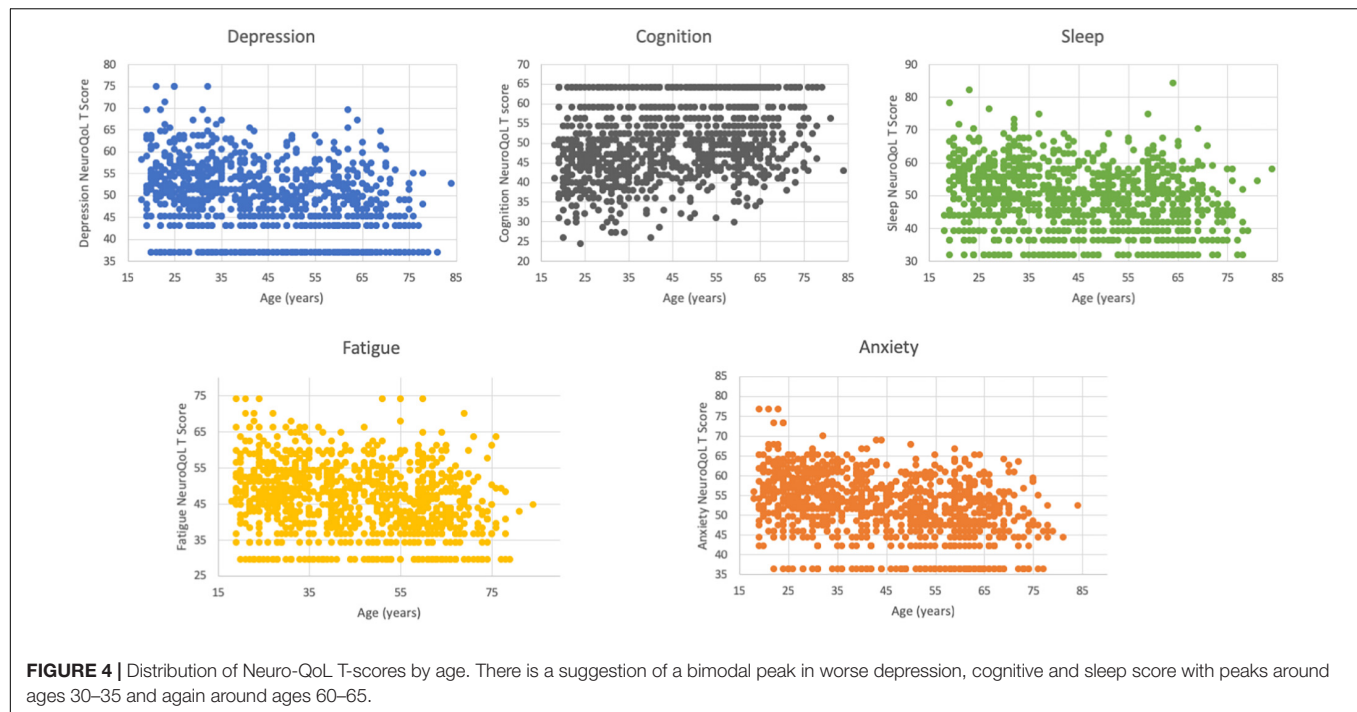 Depression
80
75
70
65
60
55
50
45
40
35
Depression NeuroQoL T Score
15 25 35 45 55 65 75 85
Age (years)
Cognition
70
65
60
55
50
45
40
35
30
25
20
Cognition NeuroQoL T score
15 25 35 45 55 65 75 85
Age (years)
Sleep
90
80
70
60
50
40
30
Sleep NeuroQoL T Score
15 25 35 45 55 65 75 85
Age (years)
Fatigue
75
65
55
45
35
25
Fatigue NeuroQoL T Score
15 35 55 75
Age (years)
Anxiety
85
80
75
70
65
60
55
50
45
40
35
Anxiety NeuroQoL T Score
15 25 35 45 55 65 75 85
Age (years)
FIGURE 4 | Distribution of Neuro-QoL T-scores by age. There is a suggestion of a bimodal peak in worse depression, cognitive and sleep score with peaks around
ages 30–35 and again around ages 60–65.